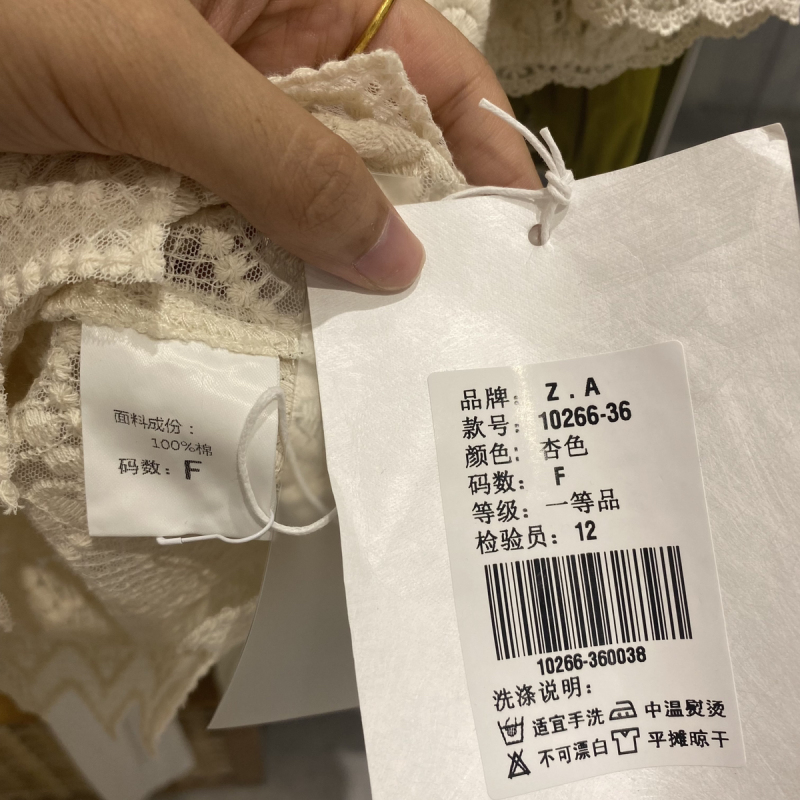 面料成份：
100%棉
码数：F
品牌：Z.A
款号：10266-36
颜色：杏色
码数：F
等级：一等品
检验员：12
10266-360038
洗涤说明：
适宜手洗 中温熨烫
不可漂白 平摊晾干